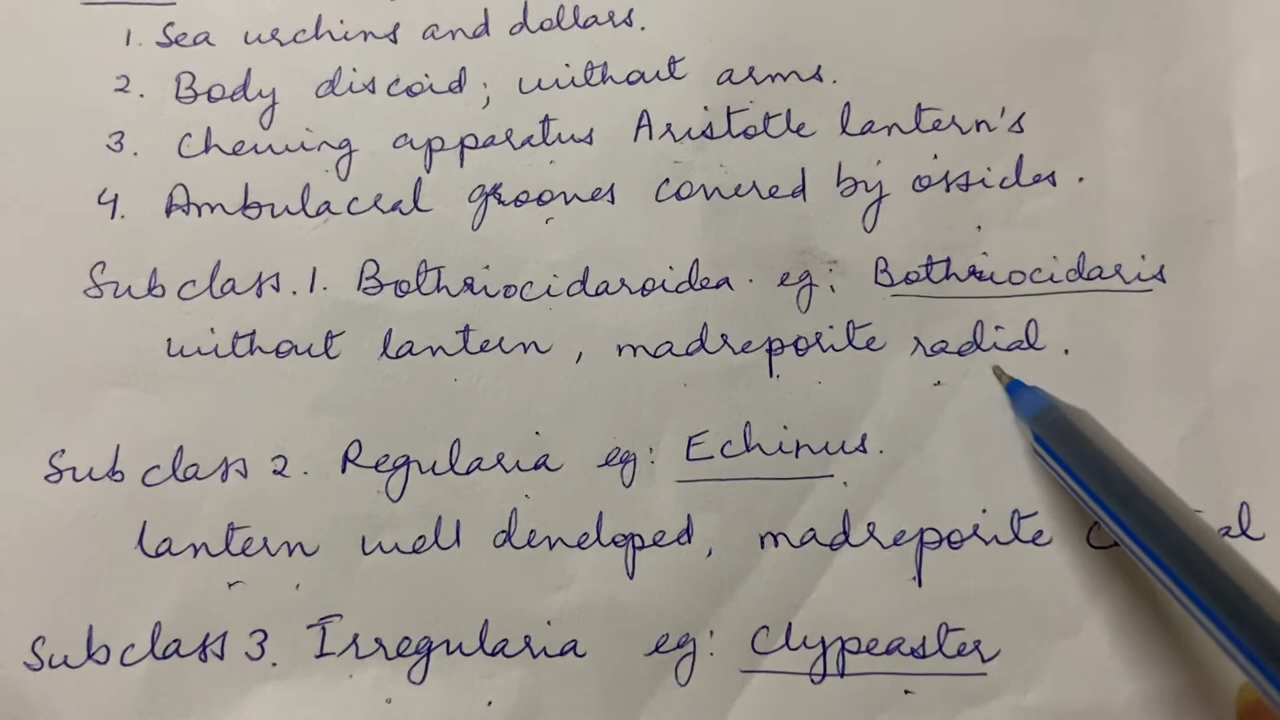 1. Sea urchins and dollars.
2. Body discoid; without arms.
3. Chewing apparatus Aristotle lantern's
4. Ambulacral grooves covered by ossicles.
Subclass.1. Bothriocidaroidea. eg: Bothriocidaris
without lantern, madreporite radial.
Subclass 2. Regularia eg: Echinus.
lantern well developed, madreporite
Subclass 3. Irregularia eg: Clypeaster